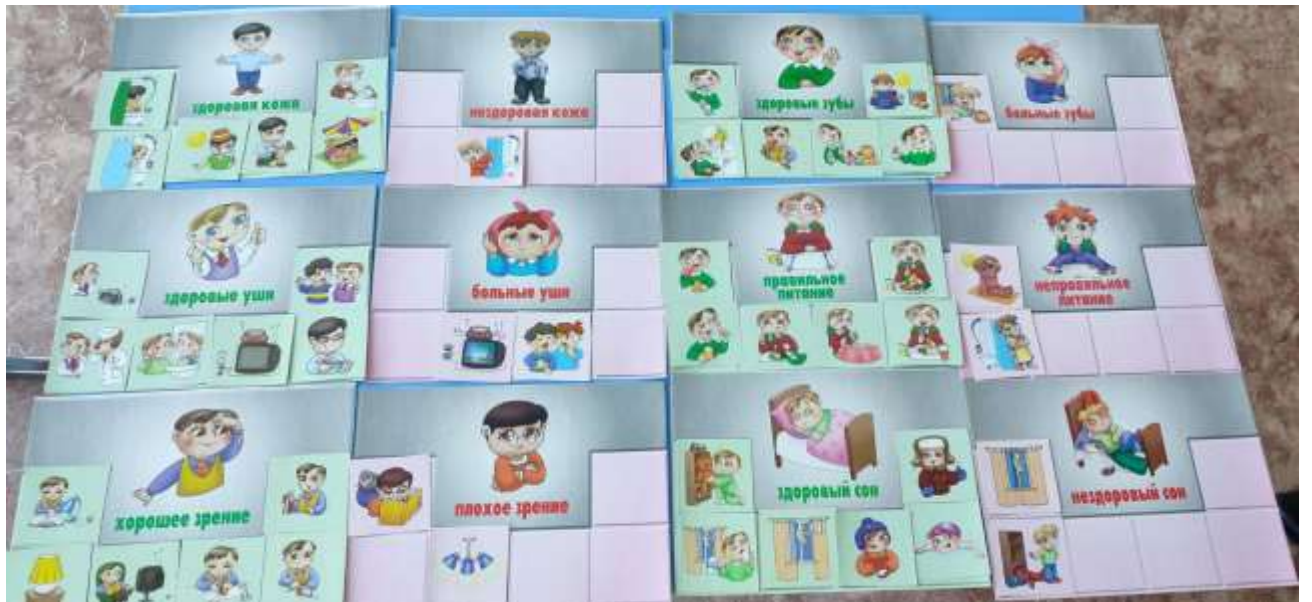 здоровая кожа
нездоровая кожа
здоровые зубы
больные зубы
здоровые уши
больные уши
правильное
питание
неправильное
питание
хорошее зрение
плохое зрение
здоровый сон
нездоровый сон